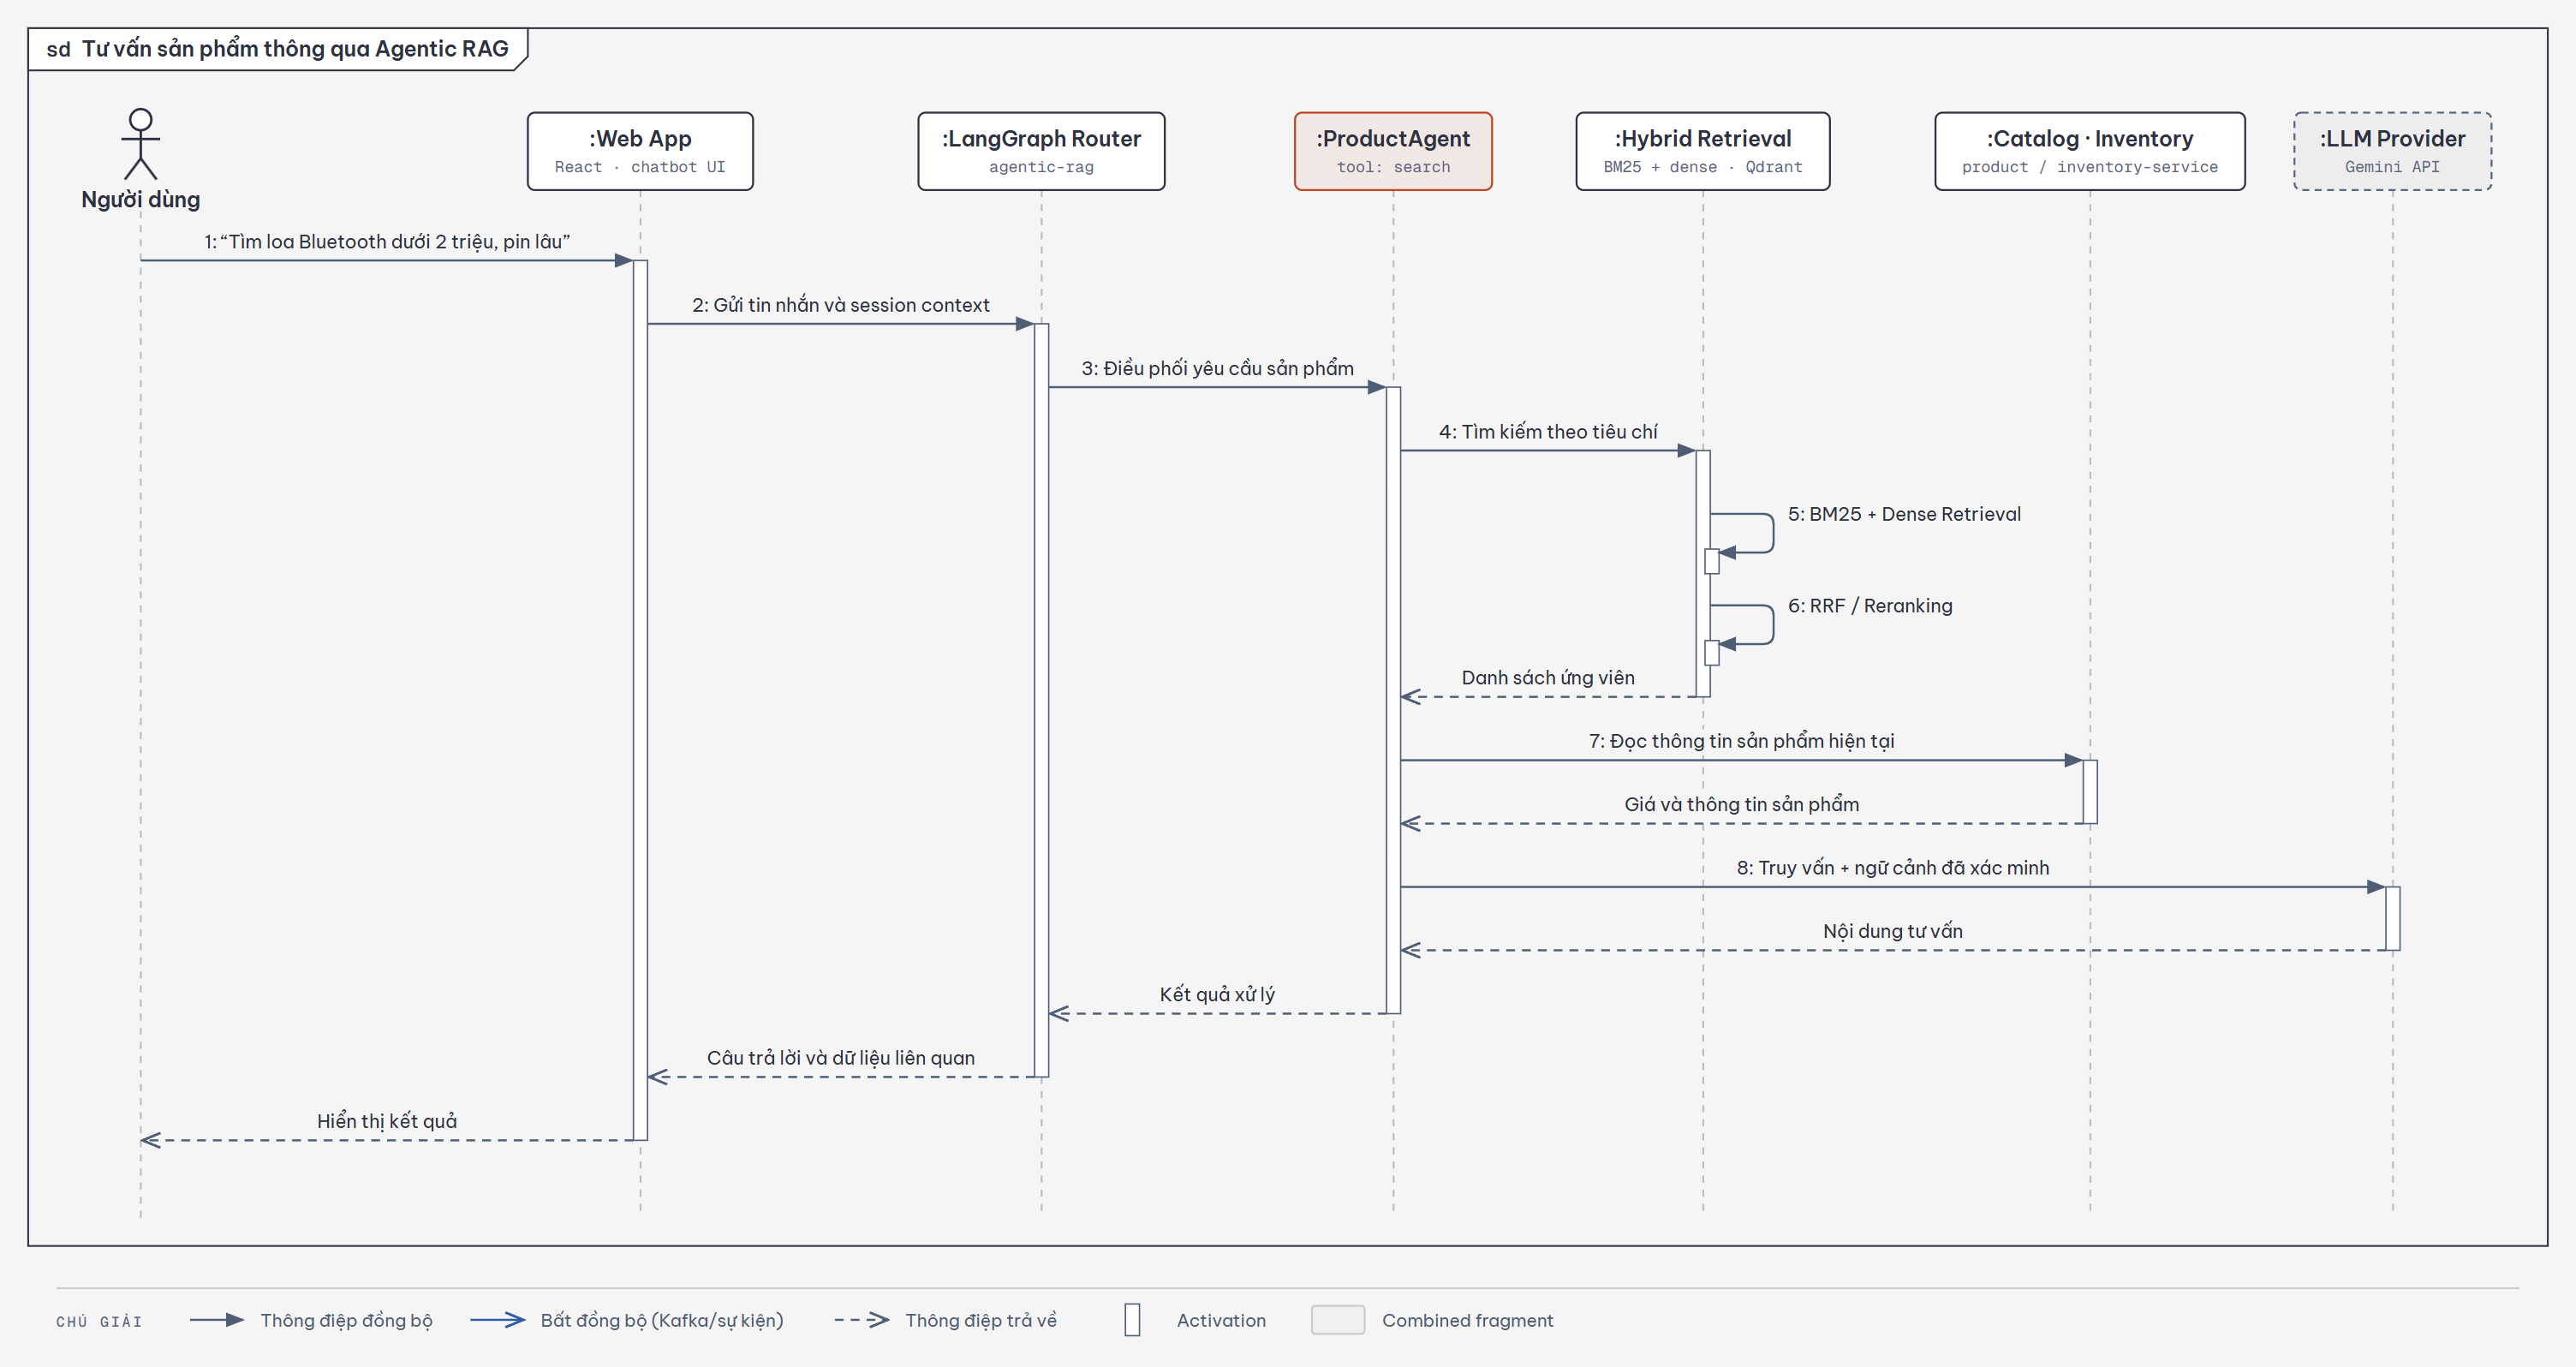 sd Tư vấn sản phẩm thông qua Agentic RAG
Người dùng
:Web App
React · chatbot UI
:LangGraph Router
agentic-rag
:ProductAgent
tool: search
:Hybrid Retrieval
BM25 + dense · Qdrant
:Catalog · Inventory
product / inventory-service
:LLM Provider
Gemini API
1: “Tìm loa Bluetooth dưới 2 triệu, pin lâu”
2: Gửi tin nhắn và session context
3: Điều phối yêu cầu sản phẩm
4: Tìm kiếm theo tiêu chí
5: BM25 + Dense Retrieval
6: RRF / Reranking
Danh sách ứng viên
7: Đọc thông tin sản phẩm hiện tại
Giá và thông tin sản phẩm
8: Truy vấn + ngữ cảnh đã xác minh
Nội dung tư vấn
Kết quả xử lý
Câu trả lời và dữ liệu liên quan
Hiển thị kết quả
CHÚ GIẢI
Thông điệp đồng bộ
Bất đồng bộ (Kafka/sự kiện)
Thông điệp trả về
Activation
Combined fragment